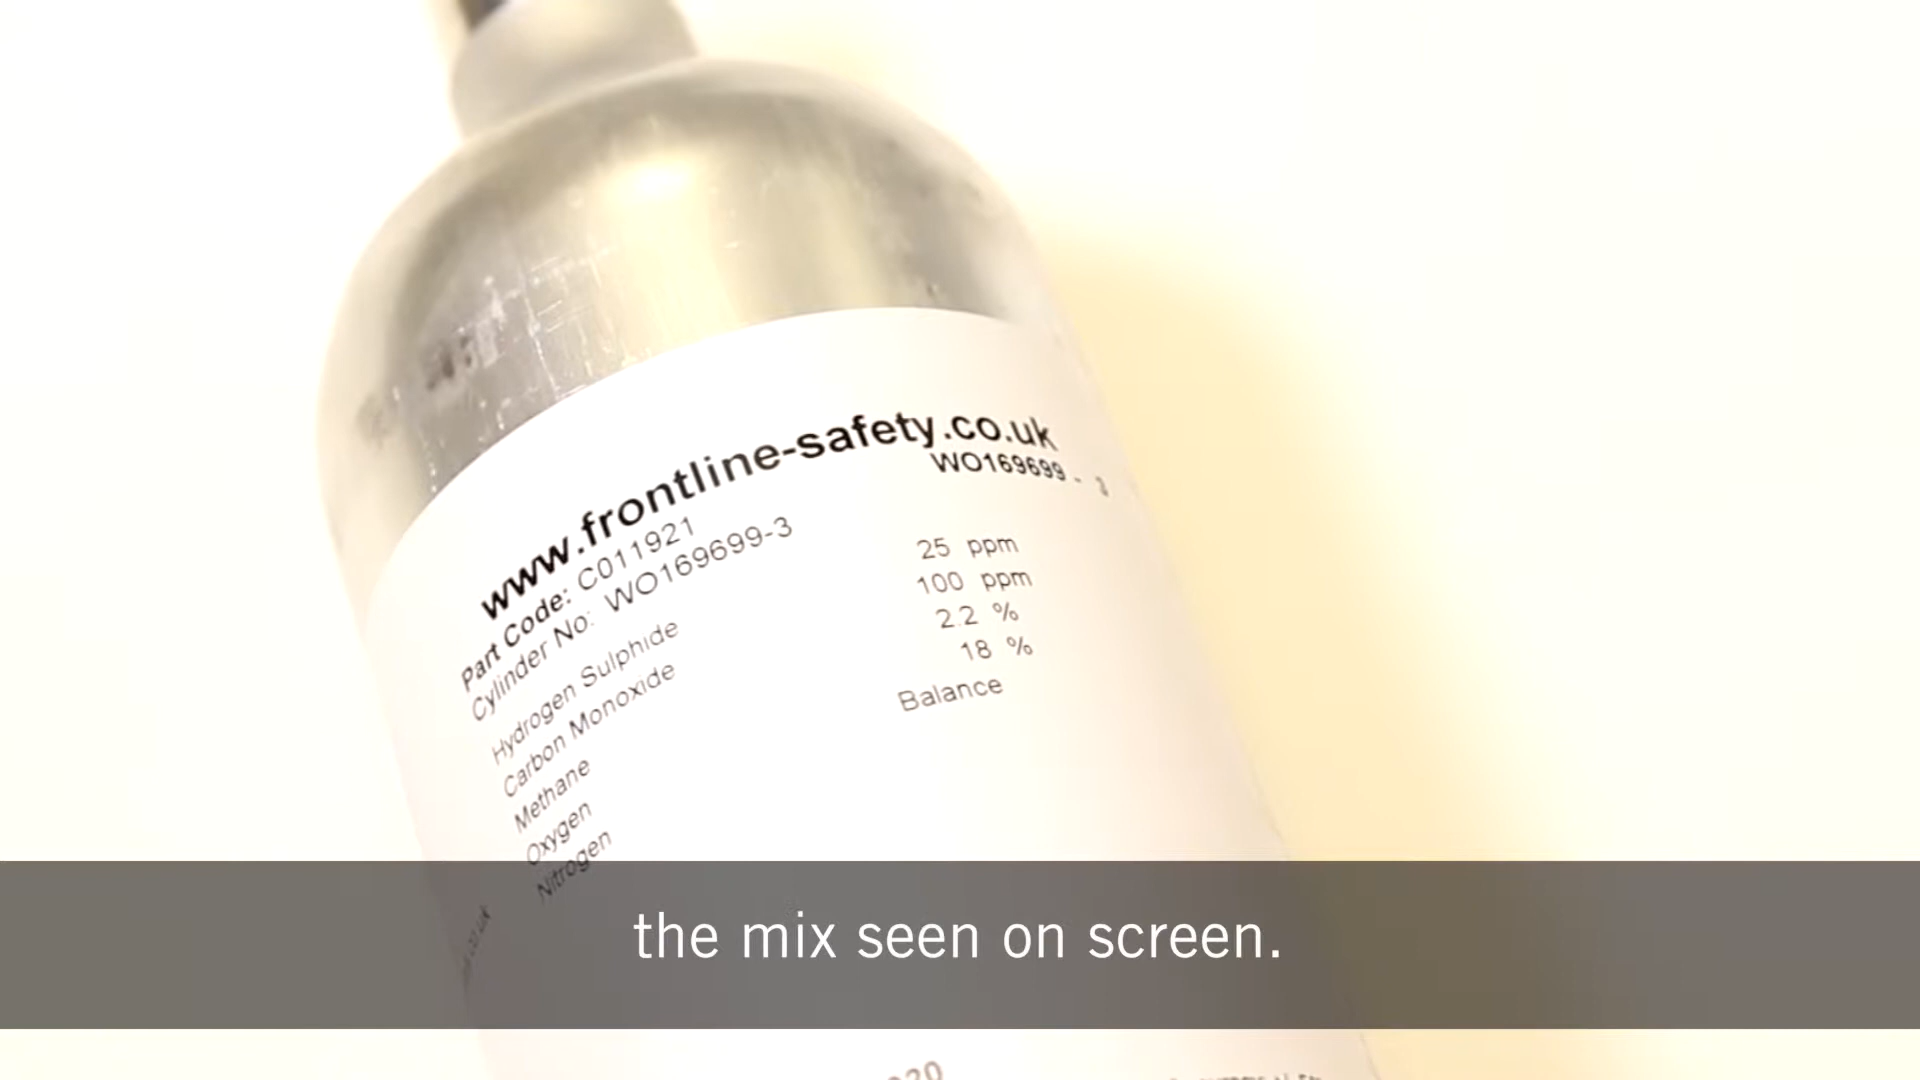 www.frontline-safety.co.uk
WO169699 - 3
Part Code: C011921
Cylinder No: WO169699-3
Hydrogen Sulphide 25 ppm
Carbon Monoxide 100 ppm
Methane 2.2 %
Oxygen 18 %
Nitrogen Balance
the mix seen on screen.